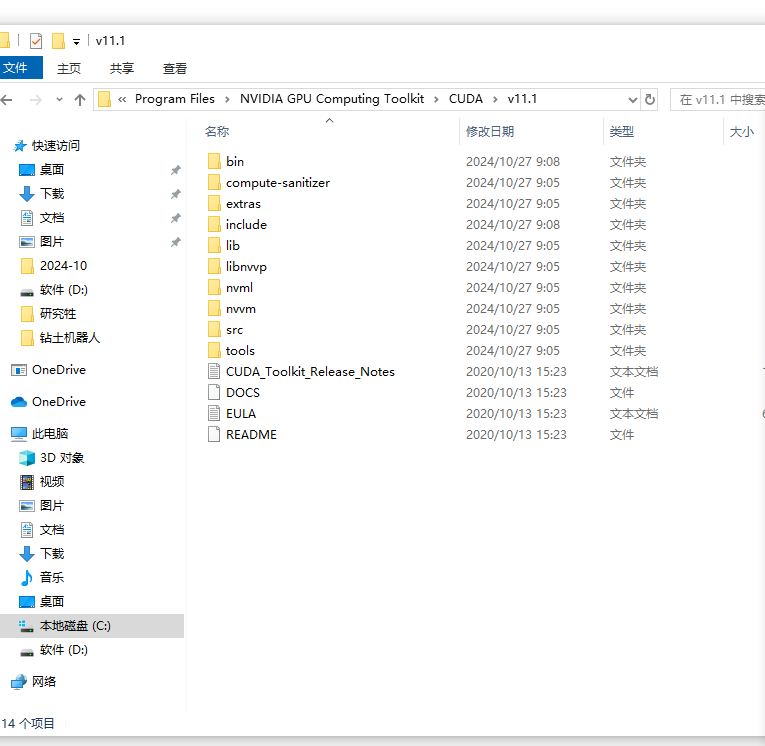 v11.1
文件 主页 共享 查看
« Program Files › NVIDIA GPU Computing Toolkit › CUDA › v11.1 在 v11.1 中搜索
名称 修改日期 类型 大小
快速访问
桌面
下载
文档
图片
2024-10
软件 (D:)
研究性
钻土机器人
OneDrive
OneDrive
此电脑
3D 对象
视频
图片
文档
下载
音乐
桌面
本地磁盘 (C:)
软件 (D:)
网络
bin 2024/10/27 9:08 文件夹
compute-sanitizer 2024/10/27 9:05 文件夹
extras 2024/10/27 9:05 文件夹
include 2024/10/27 9:08 文件夹
lib 2024/10/27 9:05 文件夹
libnvvp 2024/10/27 9:05 文件夹
nvml 2024/10/27 9:05 文件夹
nvvm 2024/10/27 9:05 文件夹
src 2024/10/27 9:05 文件夹
tools 2024/10/27 9:05 文件夹
CUDA_Toolkit_Release_Notes 2020/10/13 15:23 文本文档
DOCS 2020/10/13 15:23 文件
EULA 2020/10/13 15:23 文本文档
README 2020/10/13 15:23 文件
14 个项目